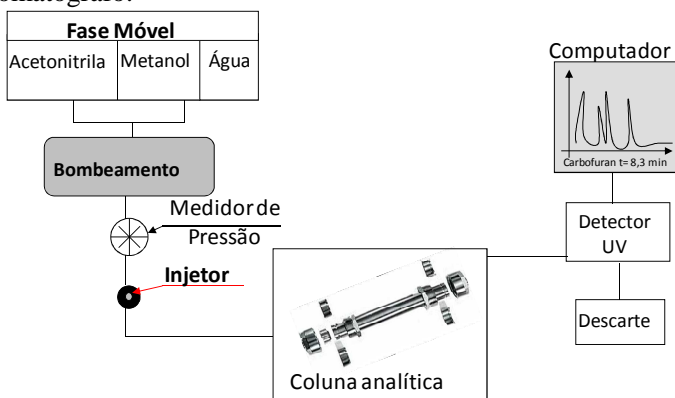 omatógrafo.
Fase Móvel
Acetonitrila
Metanol
Água
Computador
Carbofuran t= 8,3 min
Bombeamento
Medidor de
Pressão
Detector
UV
Injetor
Descarte
Coluna analítica